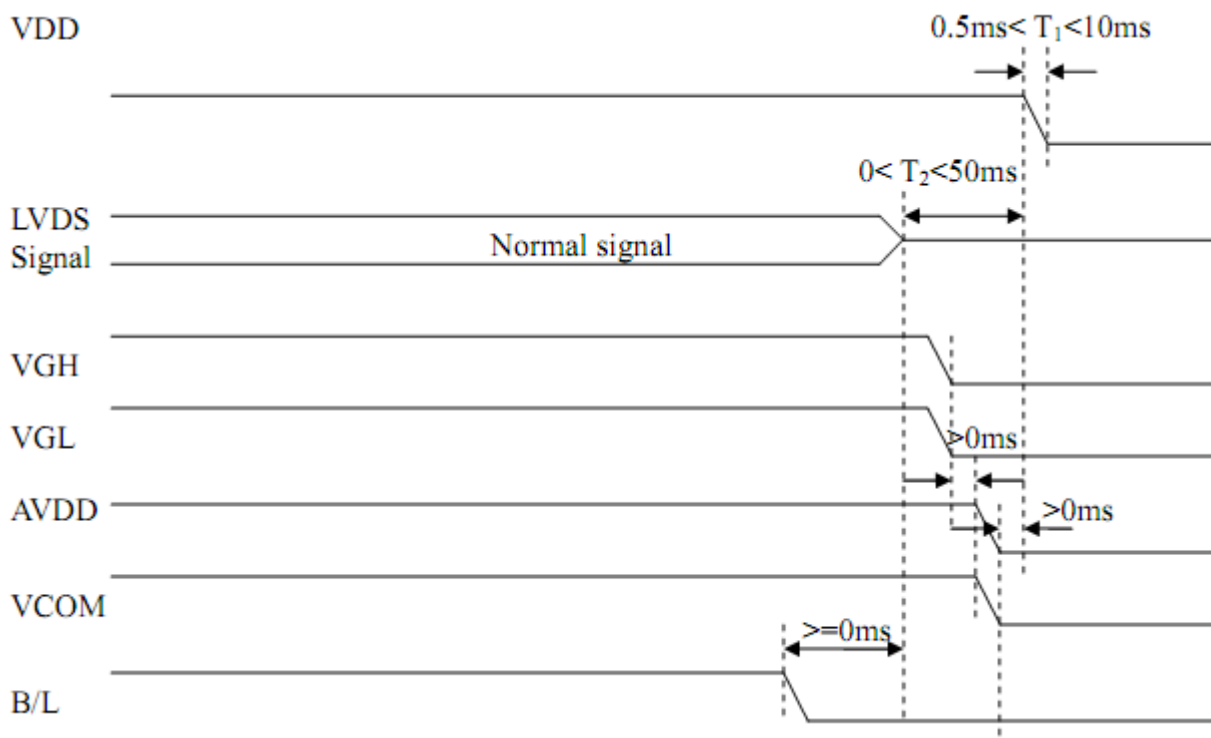 VDD
0.5ms< T₁<10ms
0< T₂<50ms
LVDS
Signal
Normal signal
VGH
VGL
>0ms
AVDD
>0ms
VCOM
>=0ms
B/L